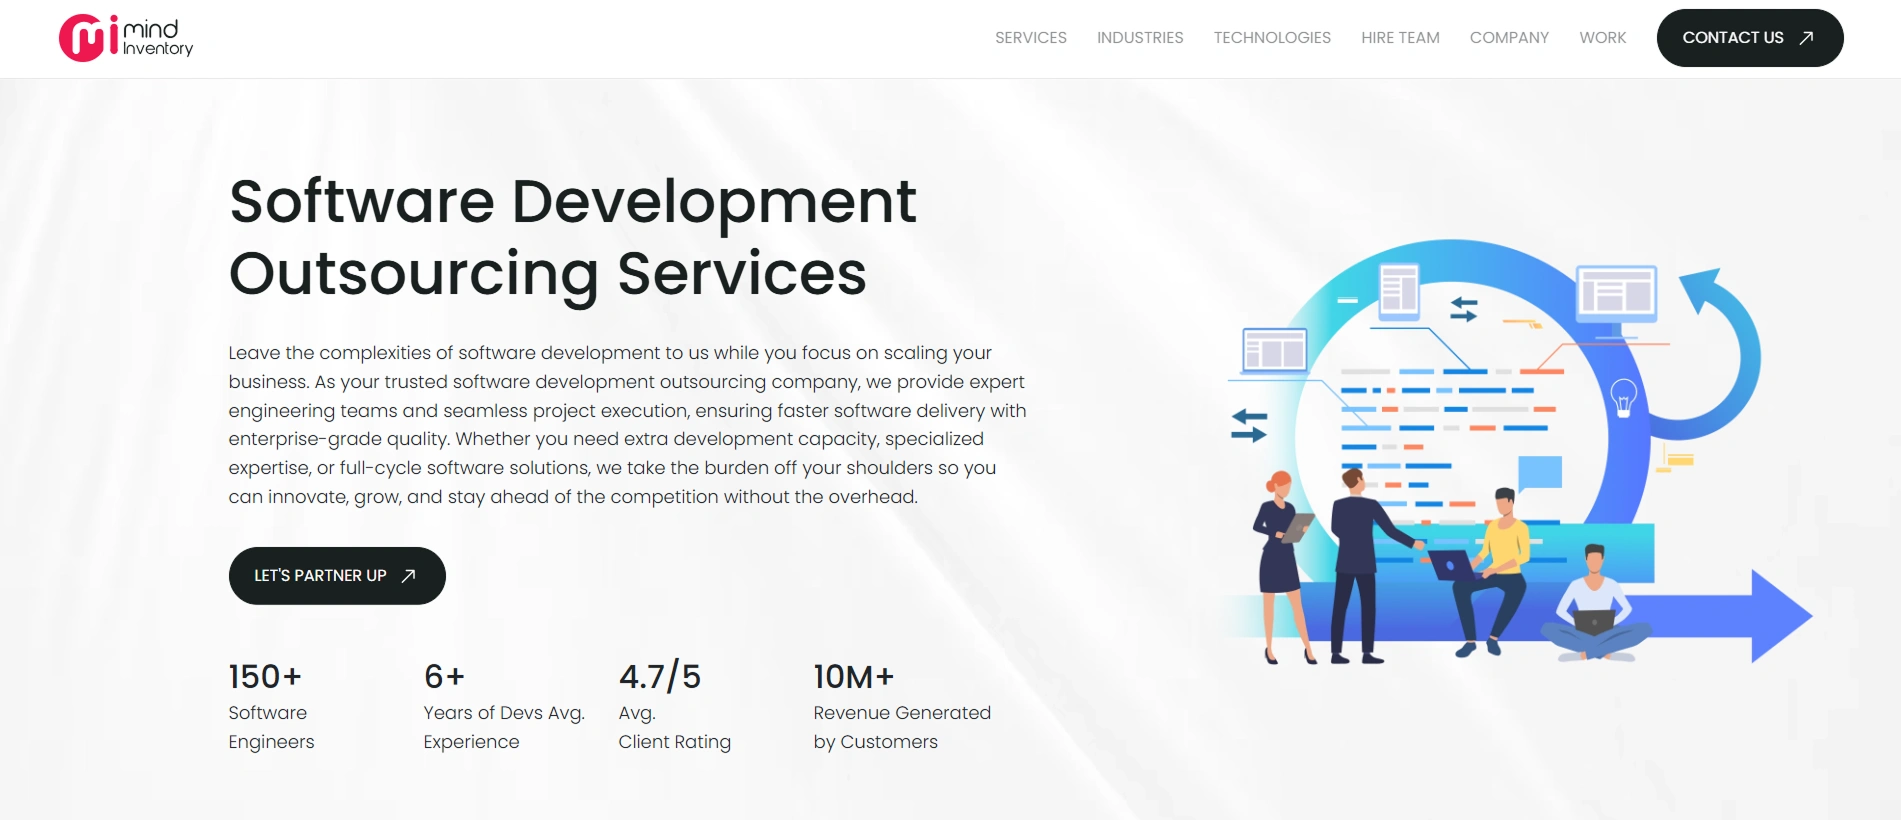 mind
Inventory
SERVICES
INDUSTRIES
TECHNOLOGIES
HIRE TEAM
COMPANY
WORK
CONTACT US
Software Development
Outsourcing Services
Leave the complexities of software development to us while you focus on scaling your
business. As your trusted software development outsourcing company, we provide expert
engineering teams and seamless project execution, ensuring faster software delivery with
enterprise-grade quality. Whether you need extra development capacity, specialized
expertise, or full-cycle software solutions, we take the burden off your shoulders so you
can innovate, grow, and stay ahead of the competition without the overhead.
LET'S PARTNER UP
150+
Software
Engineers
6+
Years of Devs Avg.
Experience
4.7/5
Avg.
Client Rating
10M+
Revenue Generated
by Customers